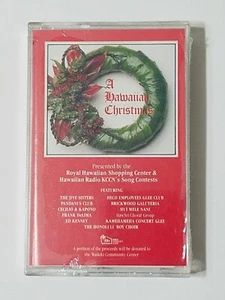 A
Hawaiian
Christmas
Presented by the
Royal Hawaiian Shopping Center &
Hawaiian Radio KCCN's Song Contests
FEATURING
THE JIVE SISTERS
PANDANUS CLUB
CECILIO & KAPONO
FRANK DELIMA
ED KENNEY
HECO EMPLOYEES GLEE CLUB
BRICKWOOD GALUTERIA
HUI MELE NANI
Choral Group
KAMEHAMEHA CONCERT GLEE
THE HONOLULU BOY CHOIR
A portion of the proceeds will be donated to
the Waikiki Community Center